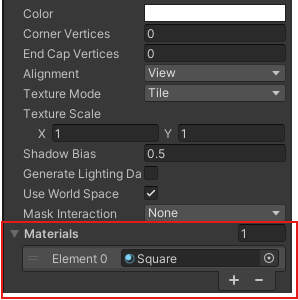 Color
Corner Vertices 0
End Cap Vertices 0
Alignment View
Texture Mode Tile
Texture Scale
X 1 Y 1
Shadow Bias 0.5
Generate Lighting Da
Use World Space
Mask Interaction None
Materials 1
Element 0 Square
+ −